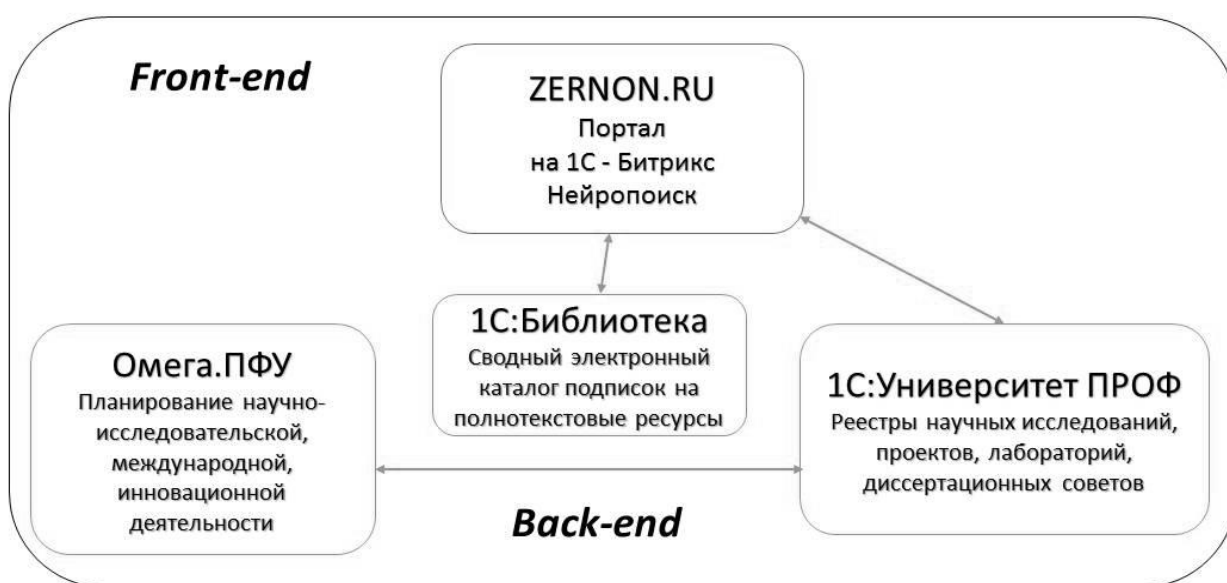 Front-end
ZERNON.RU
Портал
на 1С - Битрикс
Нейропоиск
1С:Библиотека
Сводный электронный
каталог подписок на
полнотекстовые ресурсы
Омега.ПФУ
Планирование научно-
исследовательской,
международной,
инновационной
деятельности
1С:Университет ПРОФ
Реестры научных исследований,
проектов, лабораторий,
диссертационных советов
Back-end